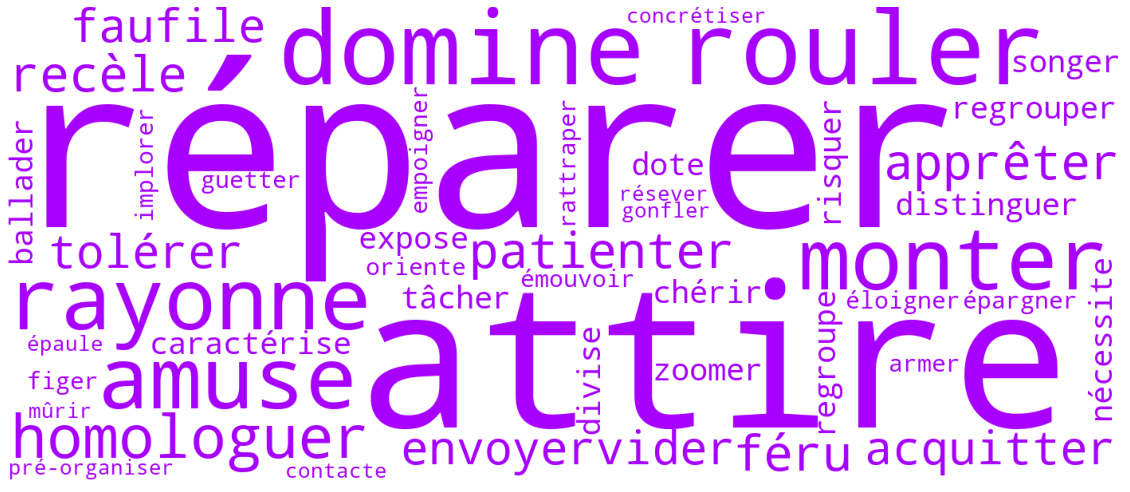 faufile
concrétiser
domine
rouler
recèle
songer
réparer
regrouper
ballader
implorer
empoigner
rattraper
risquer
guetter
dote
apprêter
résever
gonfler
distinguer
tolérer
expose
patienter
monter
oriente
émouvoir
rayonne
tâcher
chérir
éloigner
épargner
nécessite
attire
regroupe
épaule
caractérise
divise
amuse
zoomer
armer
figer
mûrir
homologuer
envoyer
vider
féru
acquitter
pré-organiser
contacte